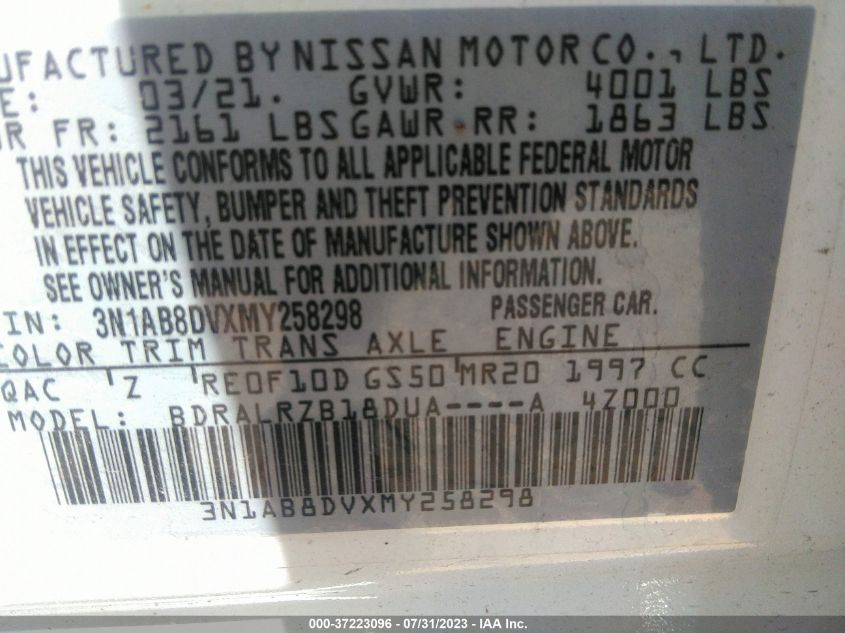 UFACTURED BY NISSAN MOTOR CO., LTD.
E: 03/21. GVWR: 4001 LBS
R FR: 2161 LBS GAWR RR: 1863 LBS
THIS VEHICLE CONFORMS TO ALL APPLICABLE FEDERAL MOTOR
VEHICLE SAFETY, BUMPER AND THEFT PREVENTION STANDARDS
IN EFFECT ON THE DATE OF MANUFACTURE SHOWN ABOVE.
SEE OWNER'S MANUAL FOR ADDITIONAL INFORMATION.
IN: 3N1AB8DVXMY258298 PASSENGER CAR.
COLOR TRIM TRANS AXLE ENGINE
QAC Z RE0F10D GS50 MR20 1997 CC
MODEL: BDRALRZB18DUA----A 4Z000
3N1AB8DVXMY258298
000-37223096 - 07/31/2023 - IAA Inc.